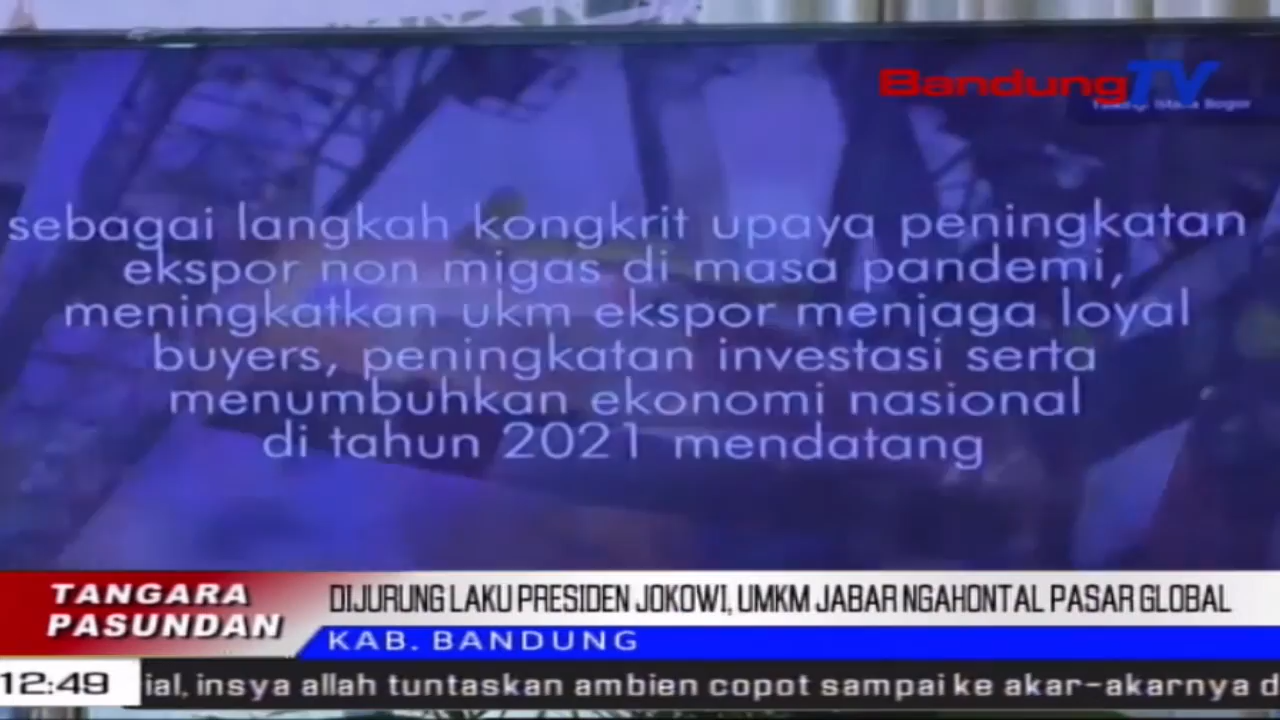 BandungTV
Istana Bogor
sebagai langkah kongkrit upaya peningkatan
ekspor non migas di masa pandemi,
meningkatkan ukm ekspor menjaga loyal
buyers, peningkatan investasi serta
menumbuhkan ekonomi nasional
di tahun 2021 mendatang
TANGARA
PASUNDAN
DIJURUNG LAKU PRESIDEN JOKOWI, UMKM JABAR NGAHONTAL PASAR GLOBAL
KAB. BANDUNG
12:49
ial, insya allah tuntaskan ambien copot sampai ke akar-akarnya d